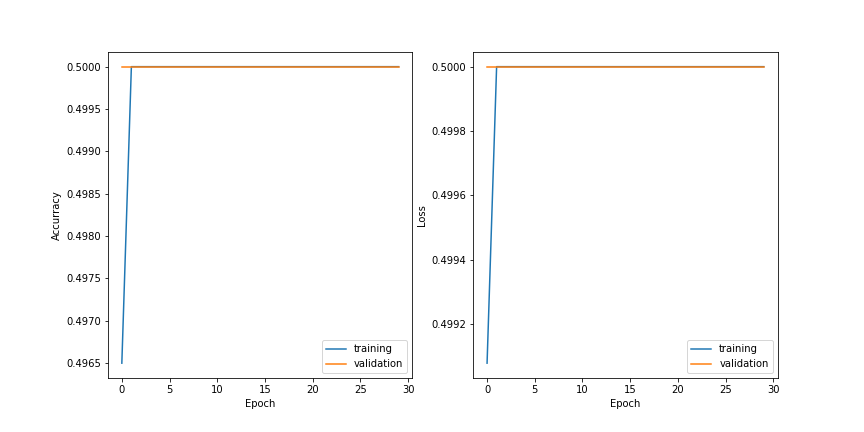 0.5000
0.4995
0.4990
0.4985
0.4980
0.4975
0.4970
0.4965
Accurracy
0 5 10 15 20 25 30
Epoch
training
validation
0.5000
0.4998
0.4996
0.4994
0.4992
Loss
0 5 10 15 20 25 30
Epoch
training
validation